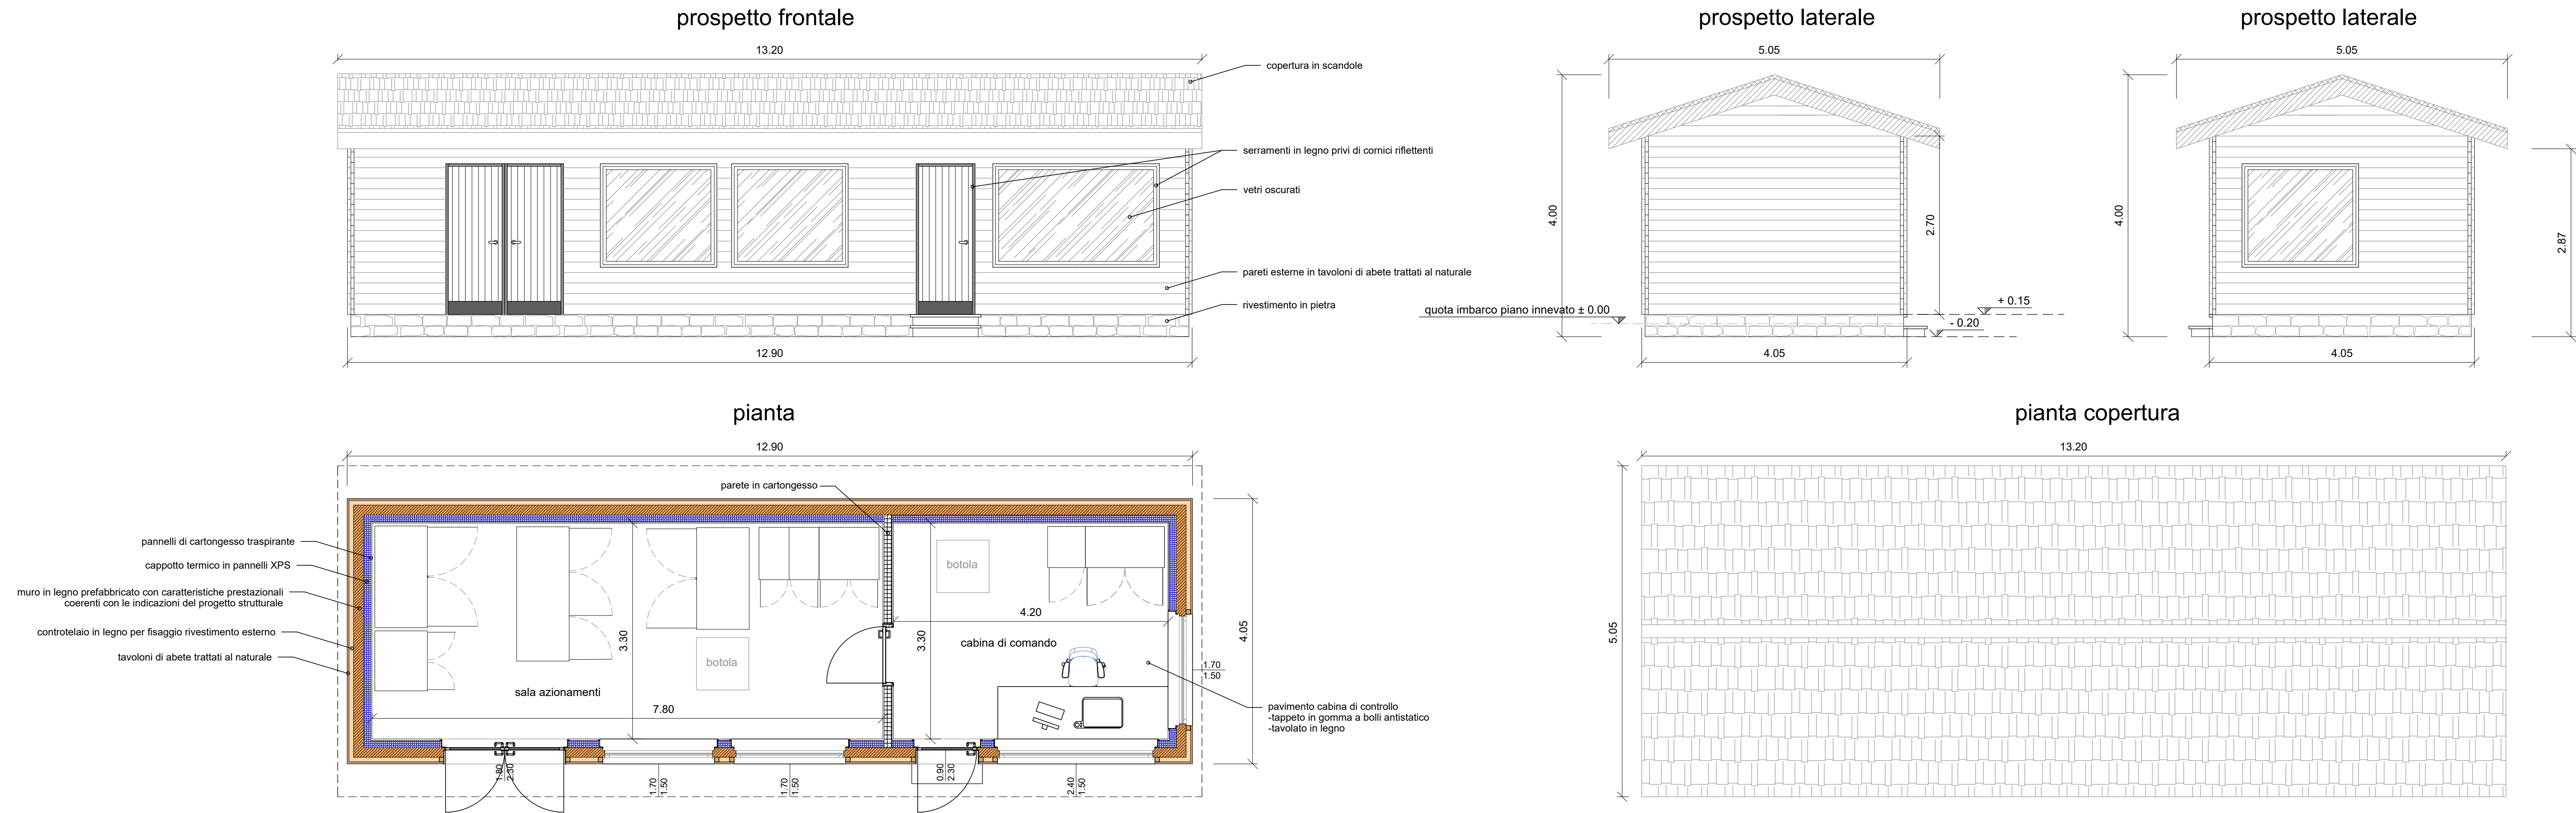 prospetto frontale
13.20
copertura in scandole
serramenti in legno privi di cornici riflettenti
vetri oscurati
pareti esterne in tavoloni di abete trattati al naturale
rivestimento in pietra
12.90
prospetto laterale
5.05
4.00
2.70
quota imbarco piano innevato ± 0.00
+ 0.15
- 0.20
4.05
prospetto laterale
5.05
4.00
2.87
4.05
pianta
12.90
parete in cartongesso
pannelli di cartongesso traspirante
cappotto termico in pannelli XPS
muro in legno prefabbricato con caratteristiche prestazionali
coerenti con le indicazioni del progetto strutturale
controtelaio in legno per fisaggio rivestimento esterno
tavoloni di abete trattati al naturale
botola
4.20
3.30
3.30
cabina di comando
4.05
botola
1.70
1.50
sala azionamenti
7.80
pavimento cabina di controllo
-tappeto in gomma a bolli antistatico
-tavolato in legno
1.80
2.30
1.70
1.50
1.70
1.50
0.90
2.30
2.40
1.50
pianta copertura
13.20
5.05